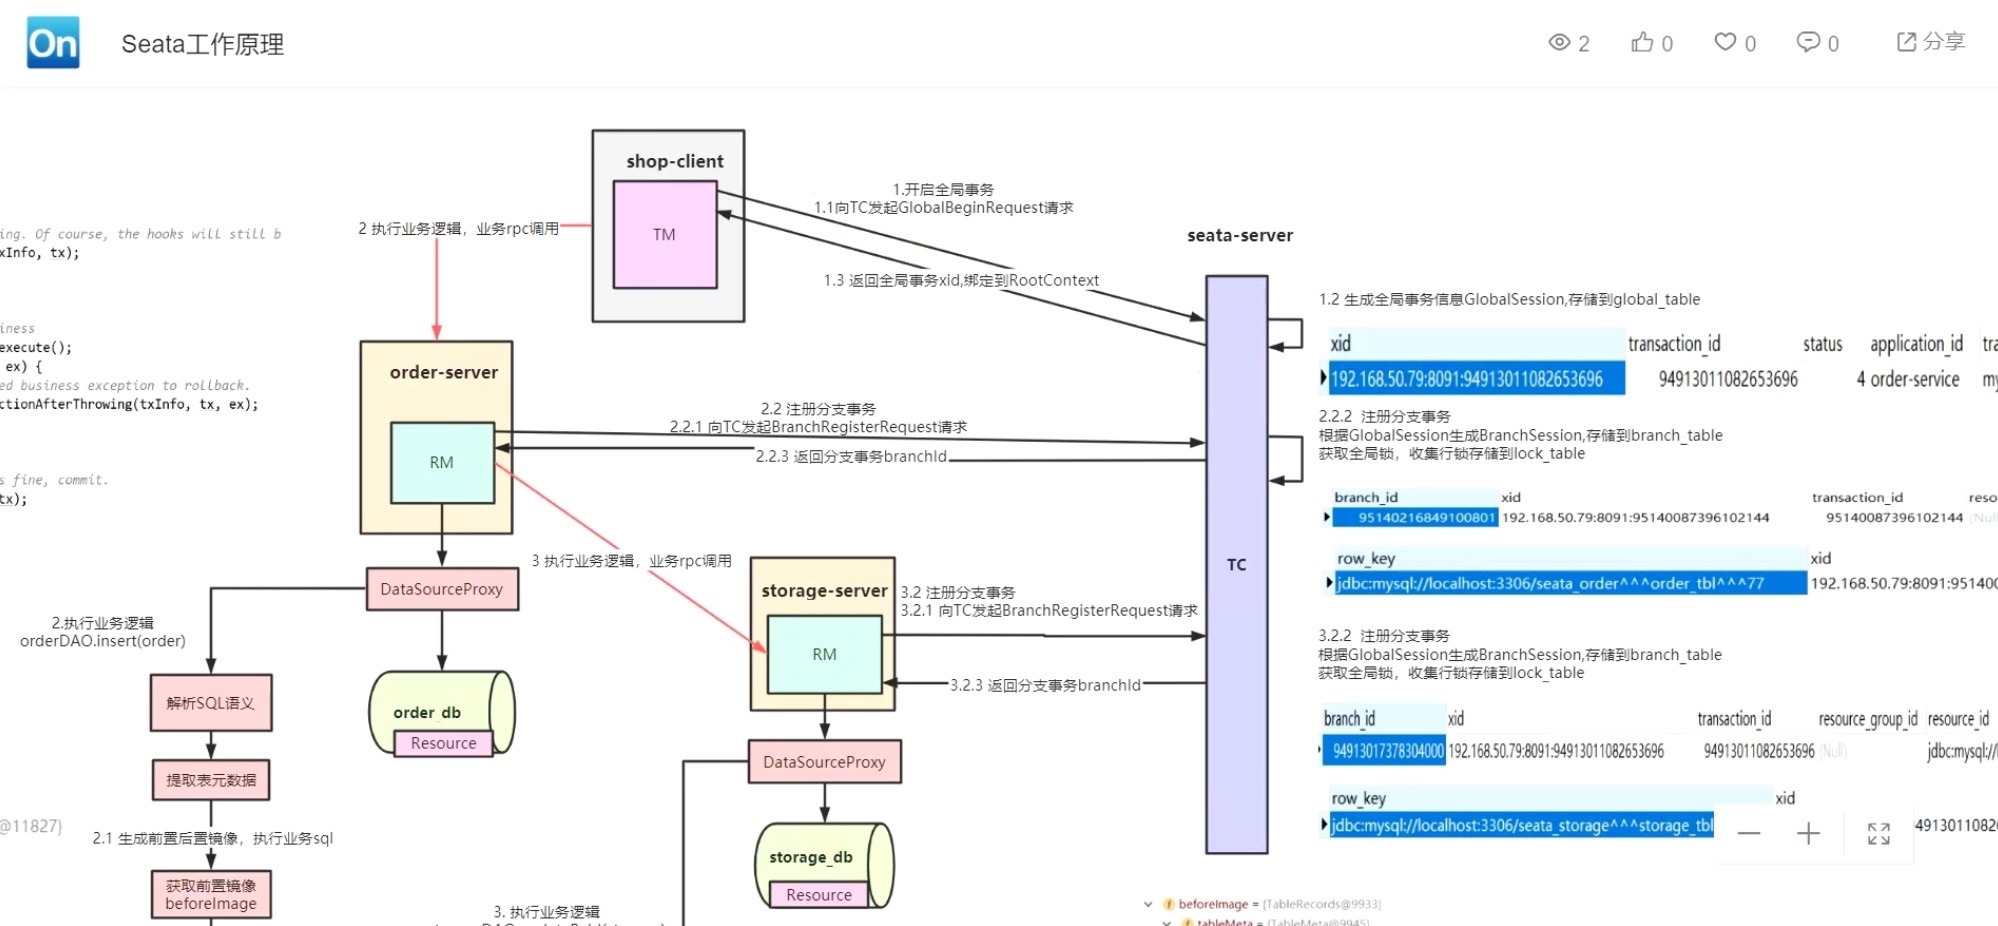 On
Seata工作原理
2
0
0
0
分享
shop-client
TM
1.开启全局事务
1.1向TC发起GlobalBeginRequest请求
2 执行业务逻辑，业务rpc调用
ing. Of course, the hooks will still b
xInfo, tx);
seata-server
1.3 返回全局事务xid,绑定到RootContext
1.2 生成全局事务信息GlobalSession,存储到global_table
iness
execute();
ex) {
ed business exception to rollback.
ctionAfterThrowing(txInfo, tx, ex);
xid
transaction_id
status
application_id
tra
192.168.50.79:8091:94913011082653696
94913011082653696
4 order-service
my
order-server
RM
2.2 注册分支事务
2.2.1 向TC发起BranchRegisterRequest请求
2.2.3 返回分支事务branchId
2.2.2 注册分支事务
根据GlobalSession生成BranchSession,存储到branch_table
获取全局锁，收集行锁存储到lock_table
s fine, commit.
tx);
branch_id
xid
transaction_id
reso
95140216849100801
192.168.50.79:8091:95140087396102144
95140087396102144
(Null
row_key
xid
jdbc:mysql://localhost:3306/seata_order^^^order_tbl^^^77
192.168.50.79:8091:951400
TC
3 执行业务逻辑，业务rpc调用
DataSourceProxy
storage-server
RM
3.2 注册分支事务
3.2.1 向TC发起BranchRegisterRequest请求
2.执行业务逻辑
orderDAO.insert(order)
3.2.2 注册分支事务
根据GlobalSession生成BranchSession,存储到branch_table
获取全局锁，收集行锁存储到lock_table
3.2.3 返回分支事务branchId
解析SQL语义
order_db
Resource
branch_id
xid
transaction_id
resource_group_id
resource_id
94913017378304000
192.168.50.79:8091:94913011082653696
94913011082653696
(Null)
jdbc:mysql://l
DataSourceProxy
提取表元数据
row_key
xid
jdbc:mysql://localhost:3306/seata_storage^^^storage_tbl
49130110826
@11827}
2.1 生成前置后置镜像，执行业务sql
storage_db
Resource
获取前置镜像
beforeImage
3. 执行业务逻辑
beforeImage = {TableRecords@9933}
tableMeta = {TableMeta@9945}